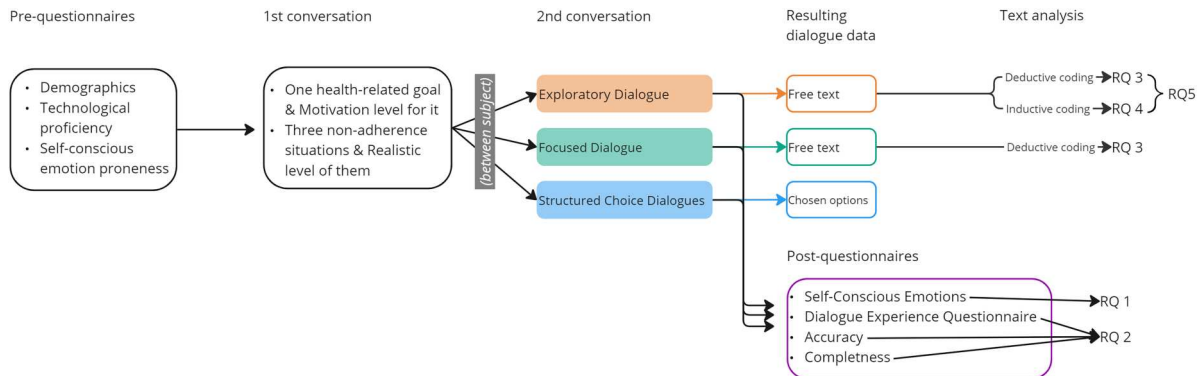 Pre-questionnaires
1st conversation
2nd conversation
Resulting
dialogue data
Text analysis
• Demographics
• Technological
proficiency
• Self-conscious
emotion proneness
• One health-related goal
& Motivation level for it
• Three non-adherence
situations & Realistic
level of them
(between subject)
Exploratory Dialogue
Focused Dialogue
Structured Choice Dialogues
Free text
Free text
Chosen options
Deductive coding
RQ 3
Inductive coding
RQ 4
RQ5
Deductive coding
RQ 3
Post-questionnaires
• Self-Conscious Emotions
• Dialogue Experience Questionnaire
• Accuracy
• Completness
RQ 1
RQ 2